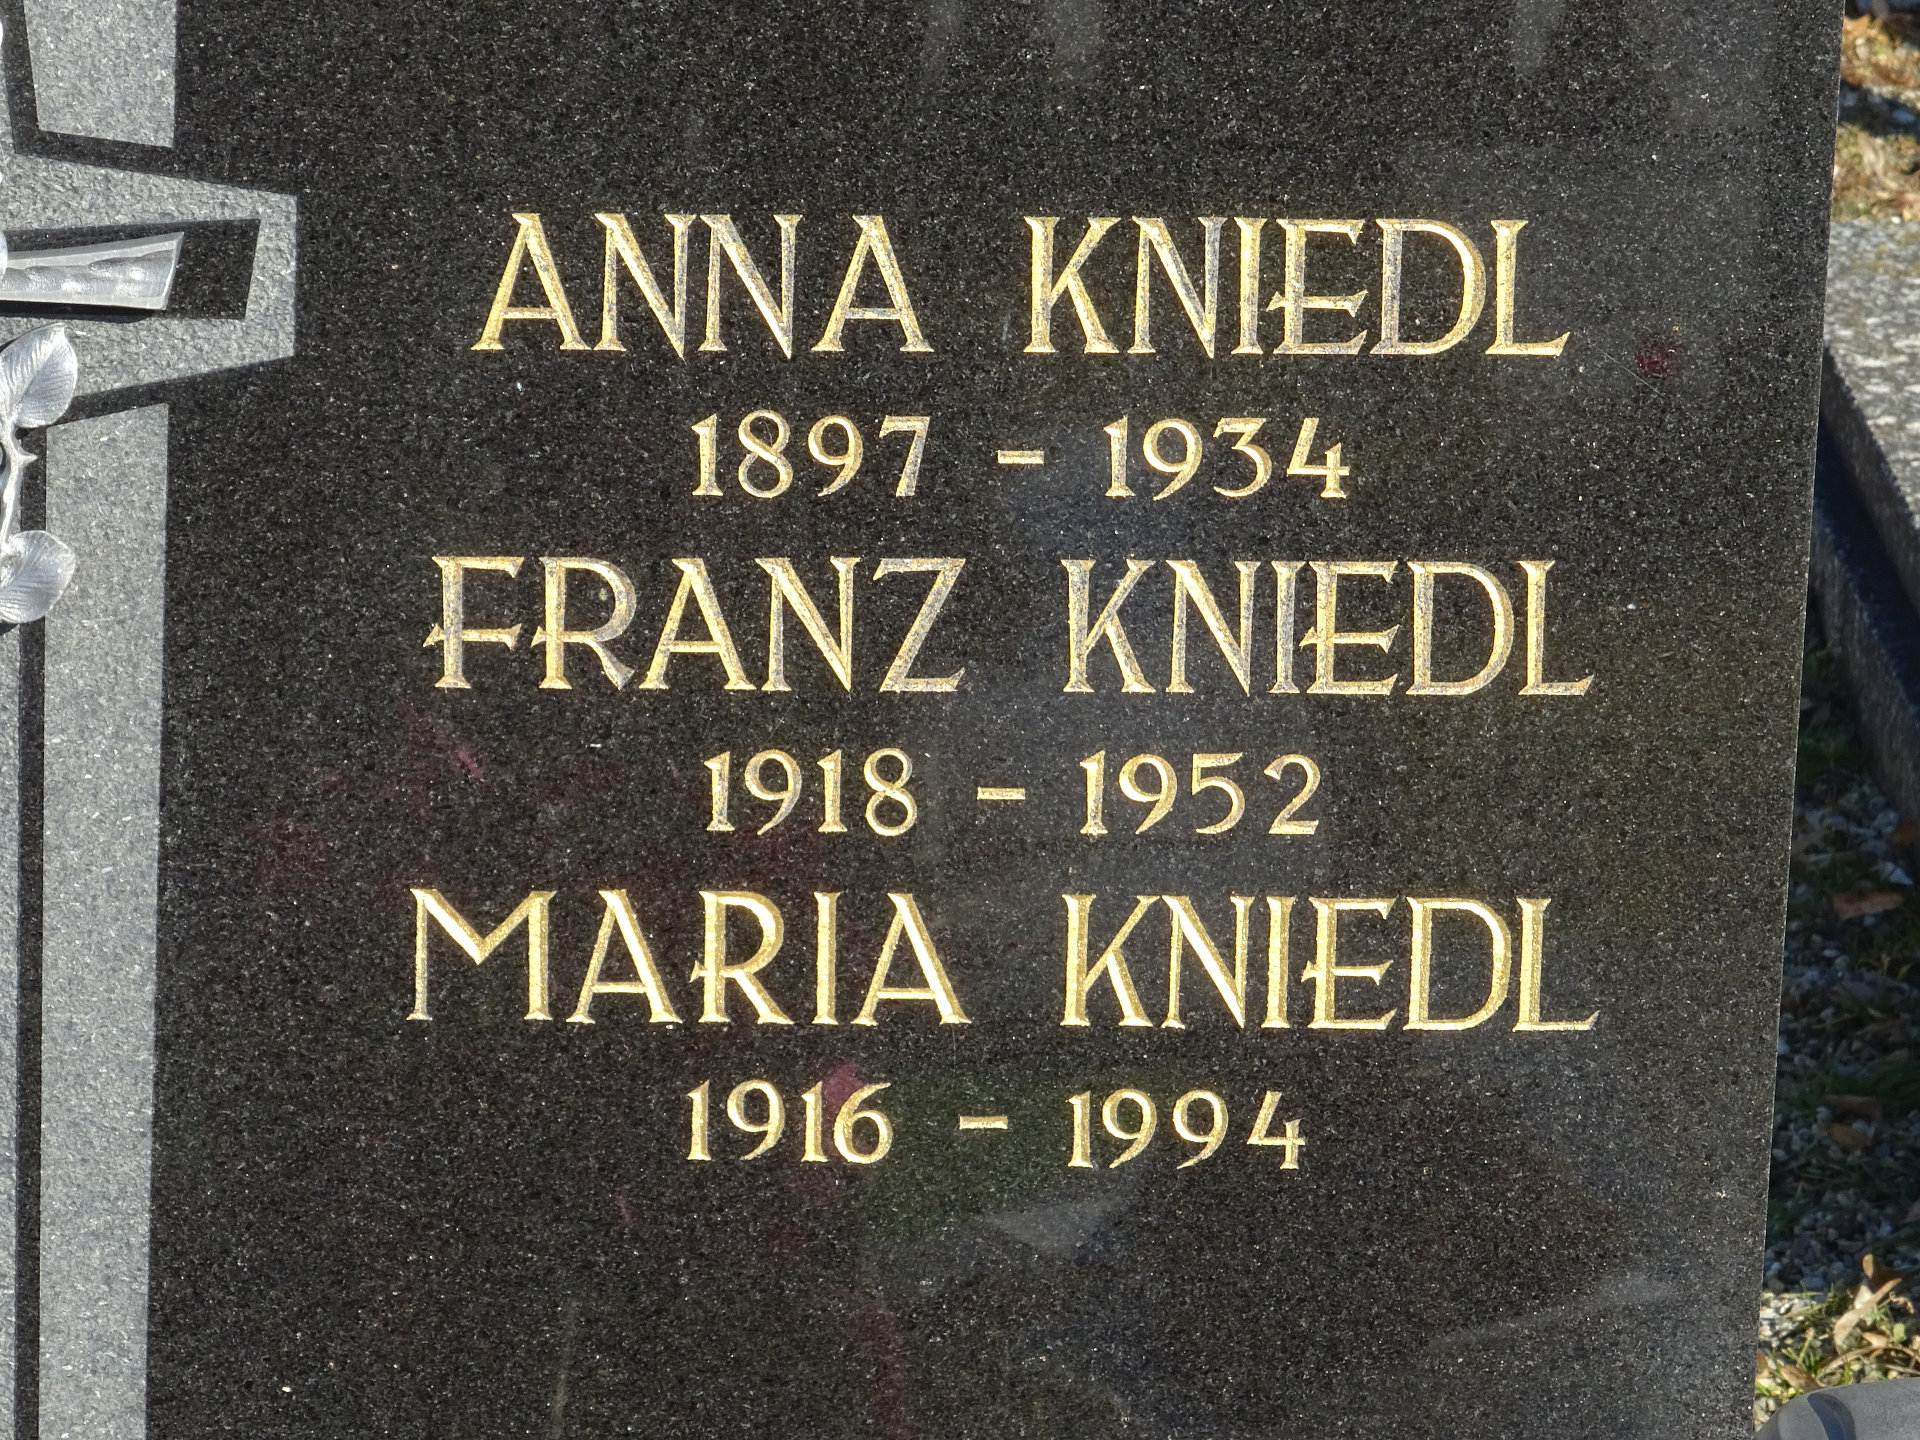 ANNA KNIEDL
1897 - 1934
FRANZ KNIEDL
1918 - 1952
MARIA KNIEDL
1916 - 1994